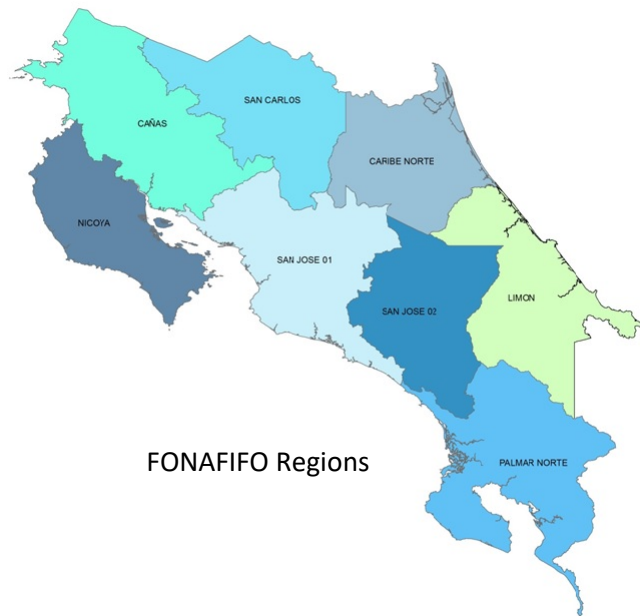 SAN CARLOS
CAÑAS
CARIBE NORTE
NICOYA
SAN JOSE 01
LIMON
SAN JOSE 02
FONAFIFO Regions
PALMAR NORTE